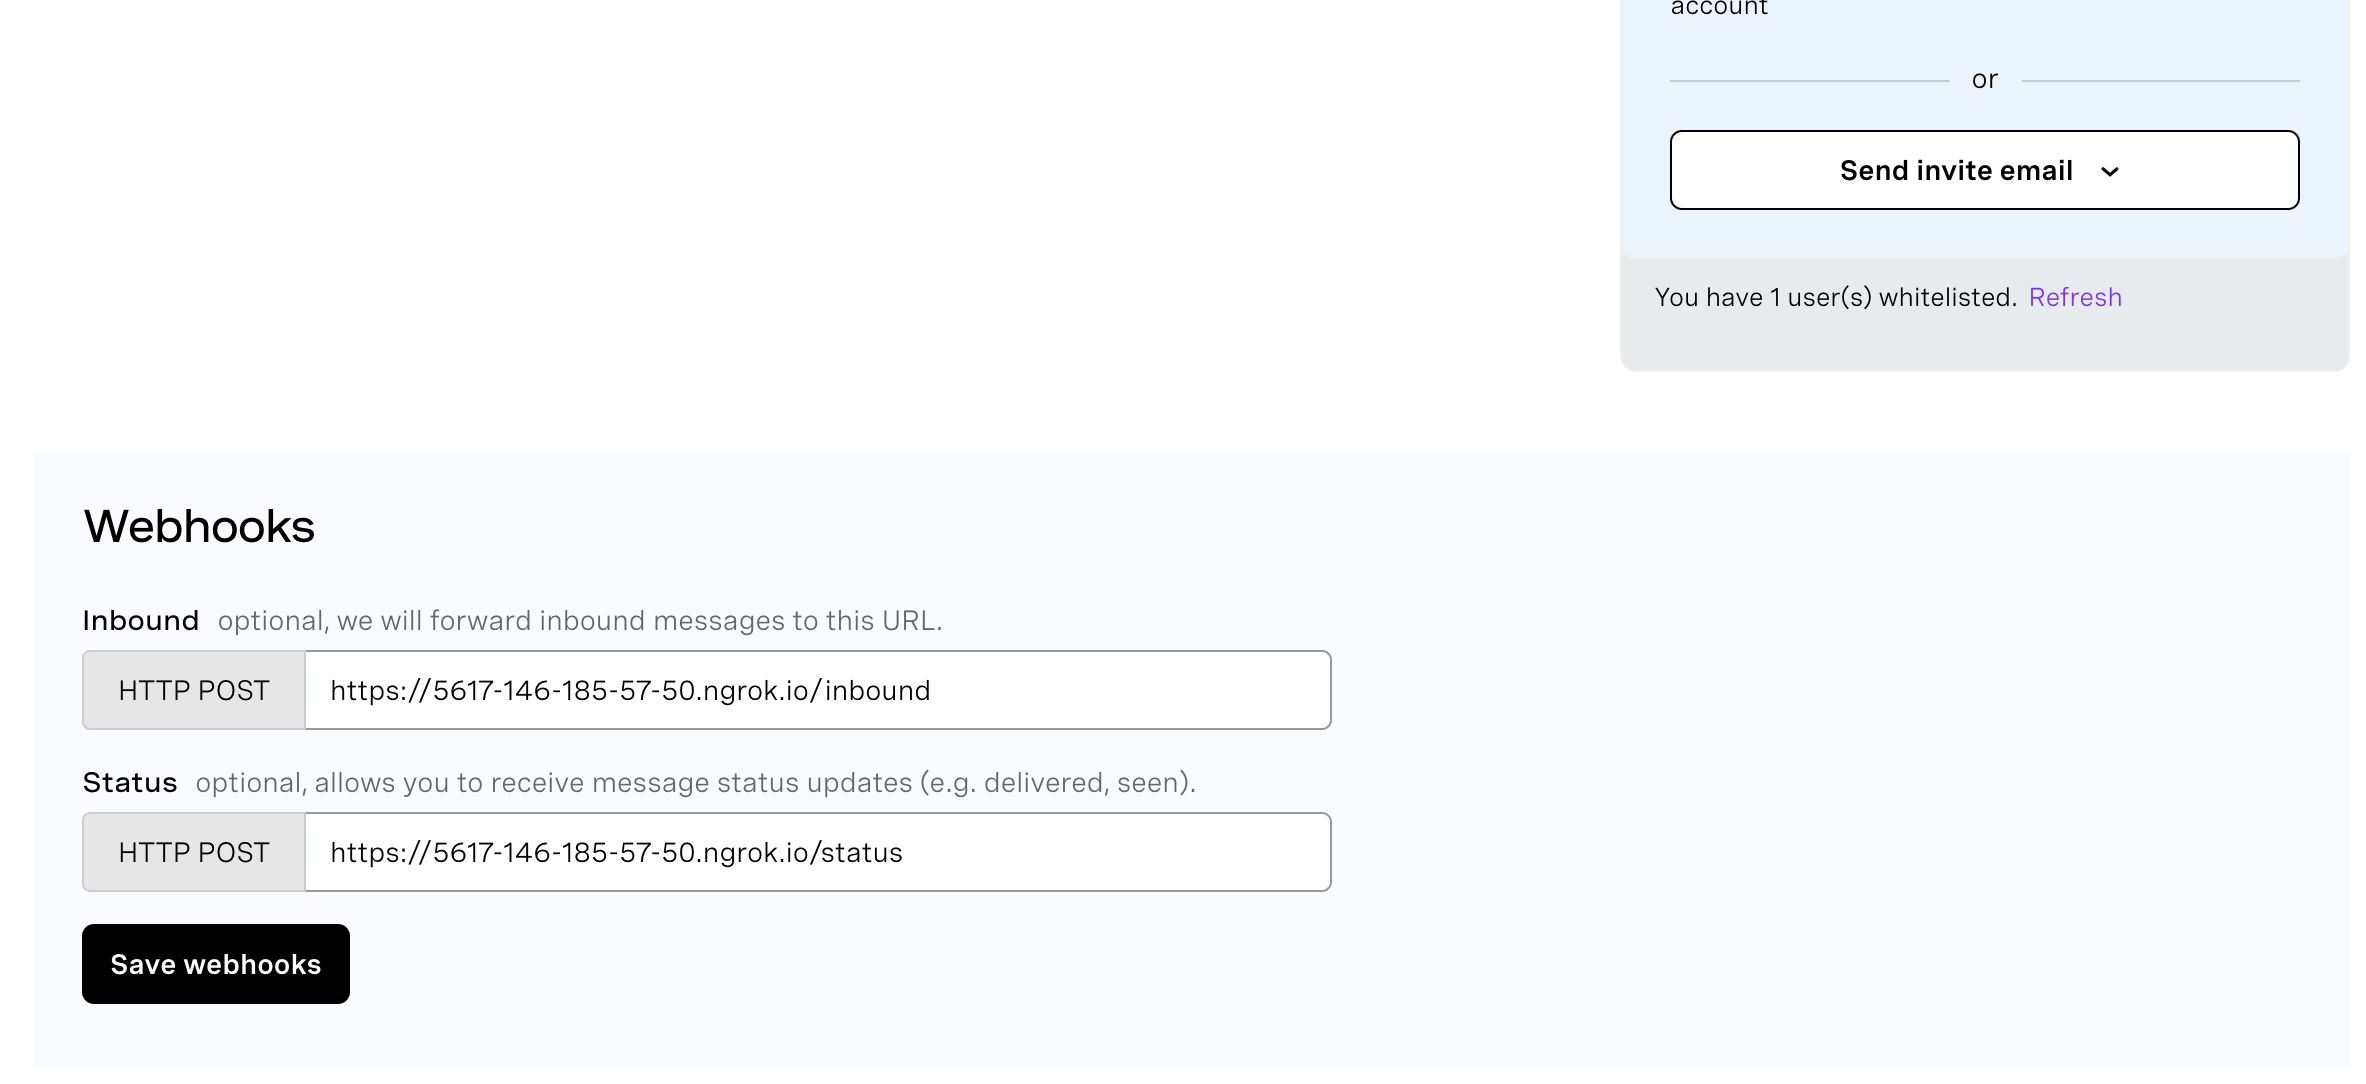 account
or
Send invite email
You have 1 user(s) whitelisted. Refresh
Webhooks
Inbound optional, we will forward inbound messages to this URL.
HTTP POST https://5617-146-185-57-50.ngrok.io/inbound
Status optional, allows you to receive message status updates (e.g. delivered, seen).
HTTP POST https://5617-146-185-57-50.ngrok.io/status
Save webhooks